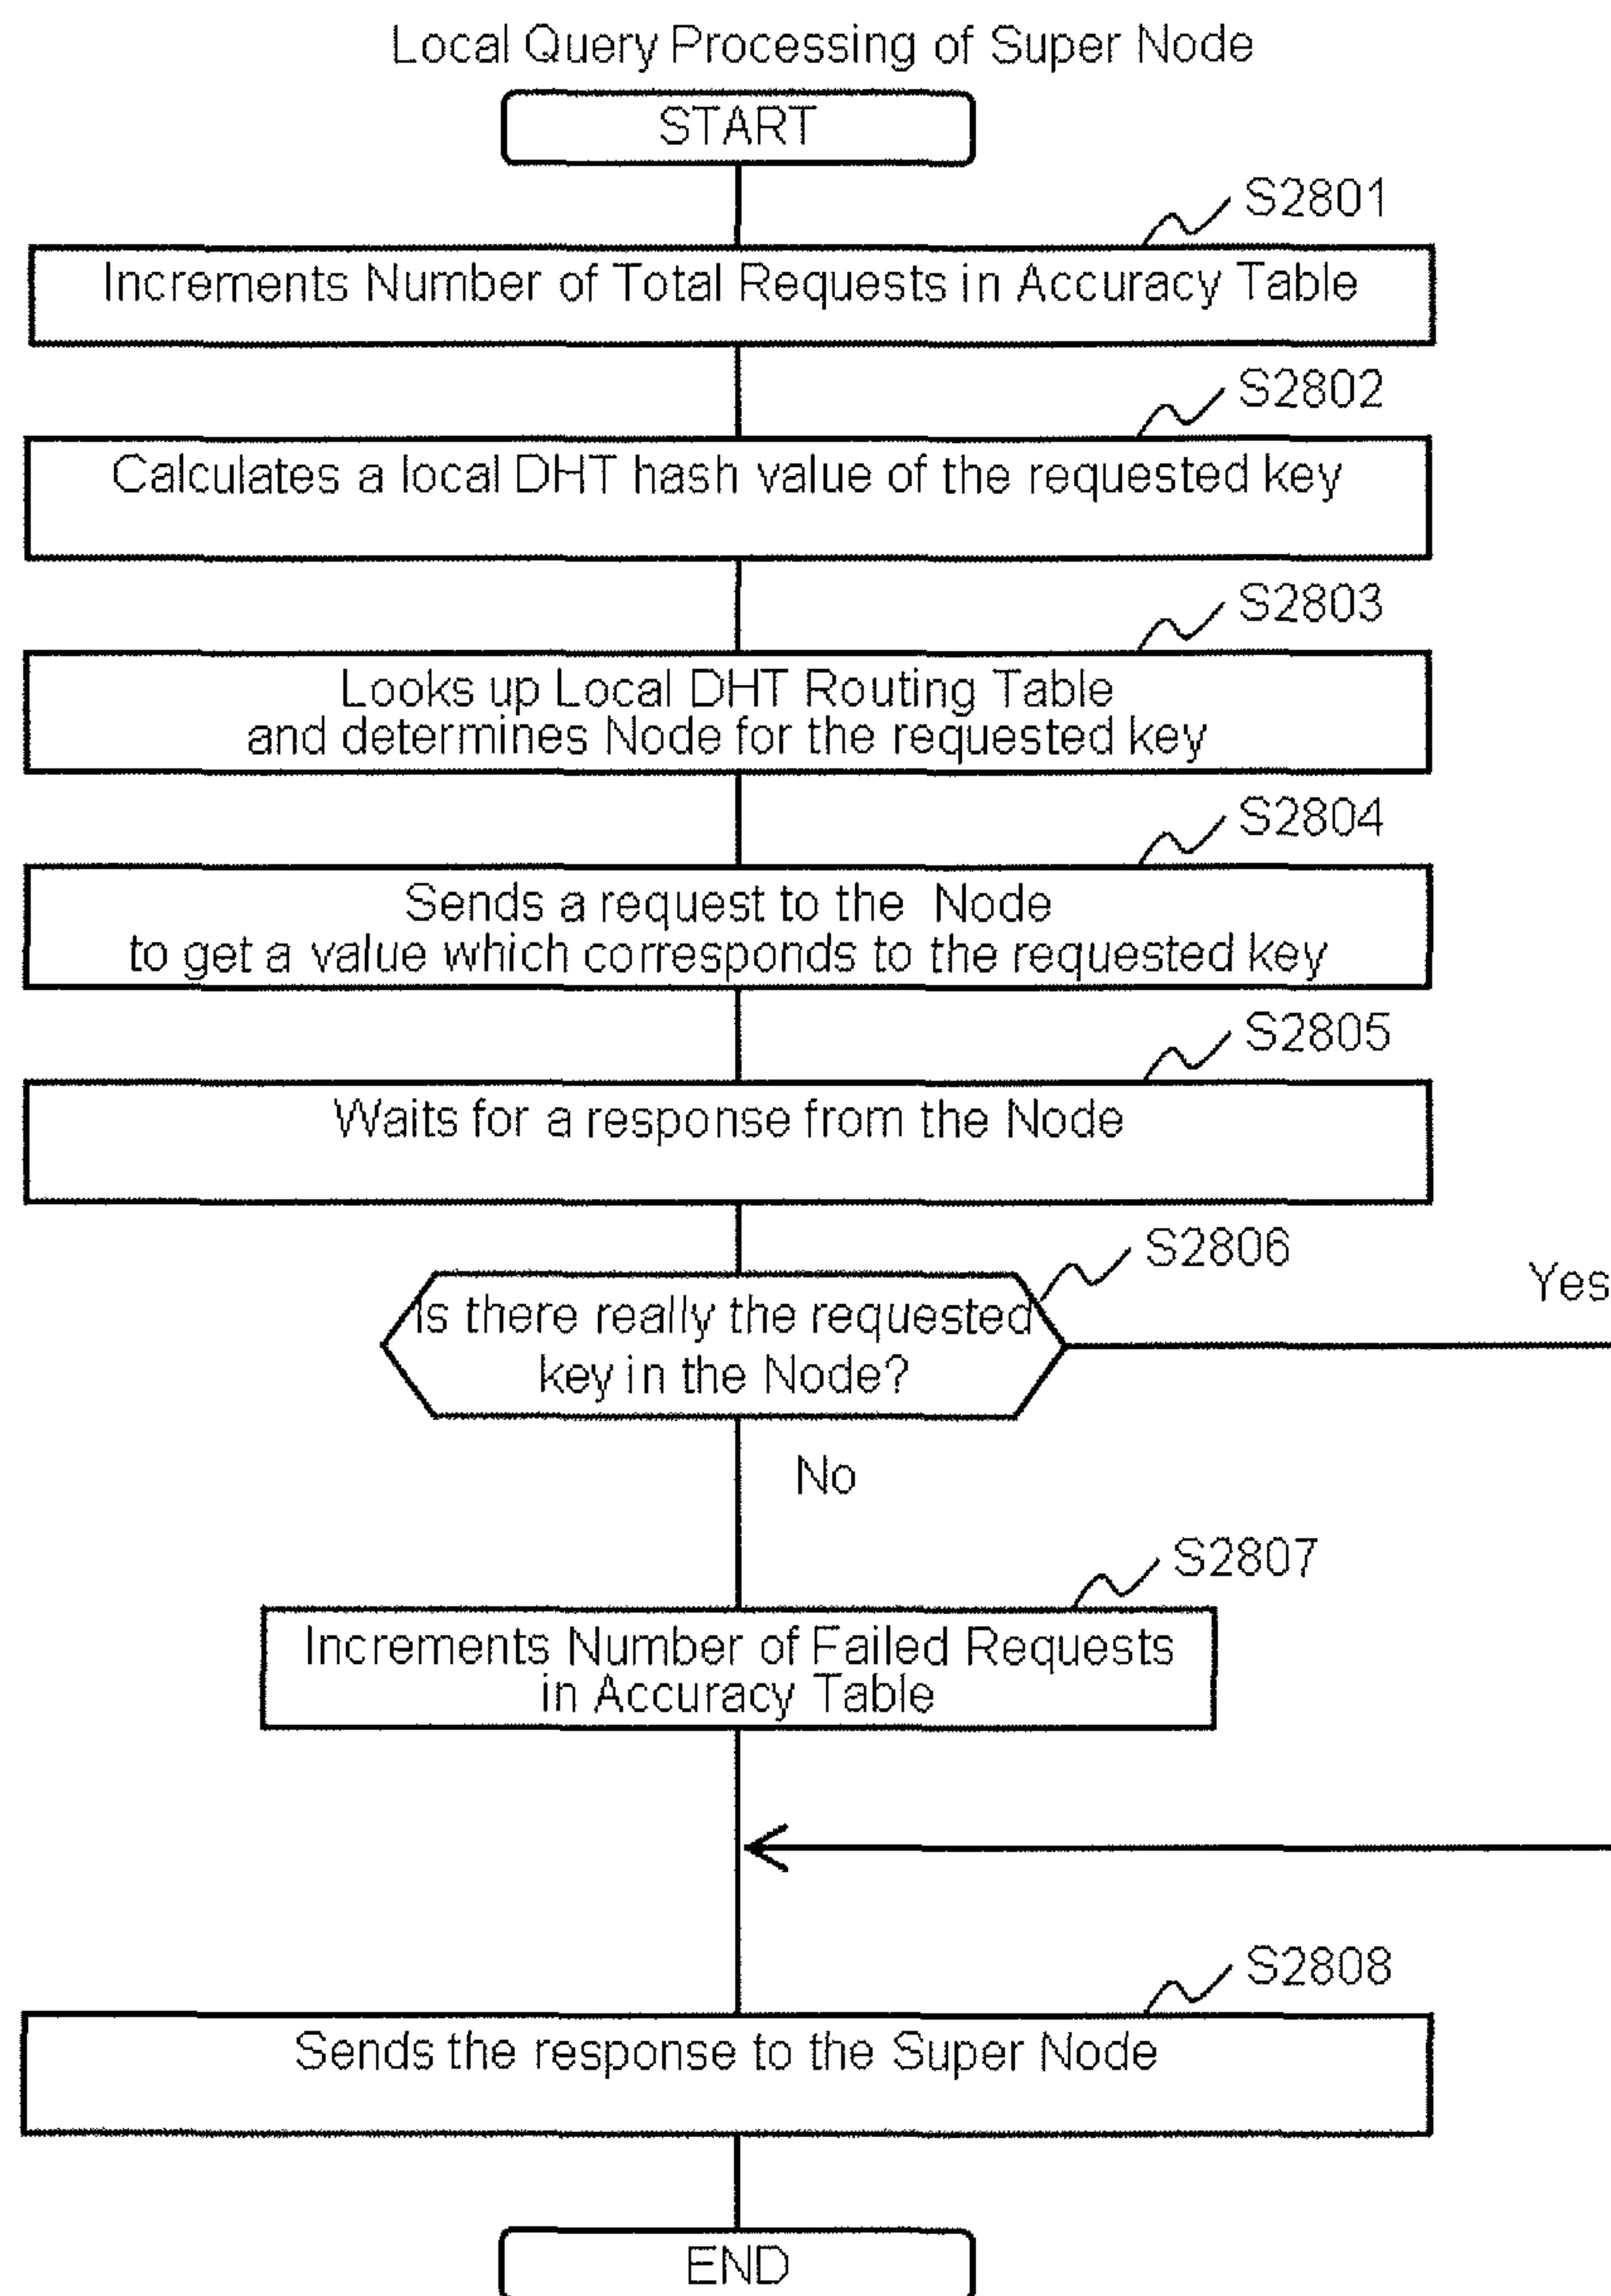 Local Query Processing of Super Node
START
S2801
Increments Number of Total Requests in Accuracy Table
S2802
Calculates a local DHT hash value of the requested key
S2803
Looks up Local DHT Routing Table
and determines Node for the requested key
S2804
Sends a request to the Node
to get a value which corresponds to the requested key
S2805
Waits for a response from the Node
S2806
Yes
Is there really the requested
key in the Node?
No
S2807
Increments Number of Failed Requests
in Accuracy Table
S2808
Sends the response to the Super Node
END